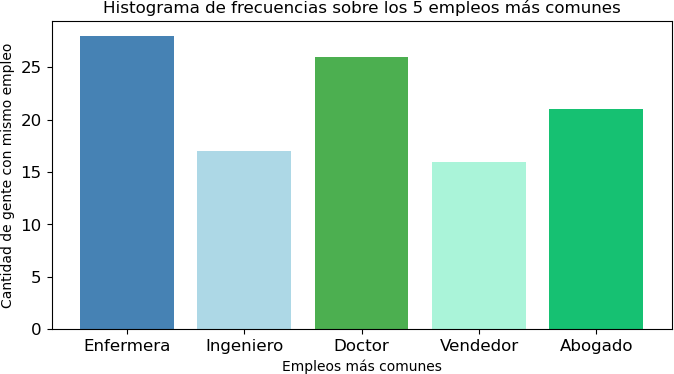 Histograma de frecuencias sobre los 5 empleos más comunes
Cantidad de gente con mismo empleo
25
20
15
10
5
0
Enfermera Ingeniero Doctor Vendedor Abogado
Empleos más comunes